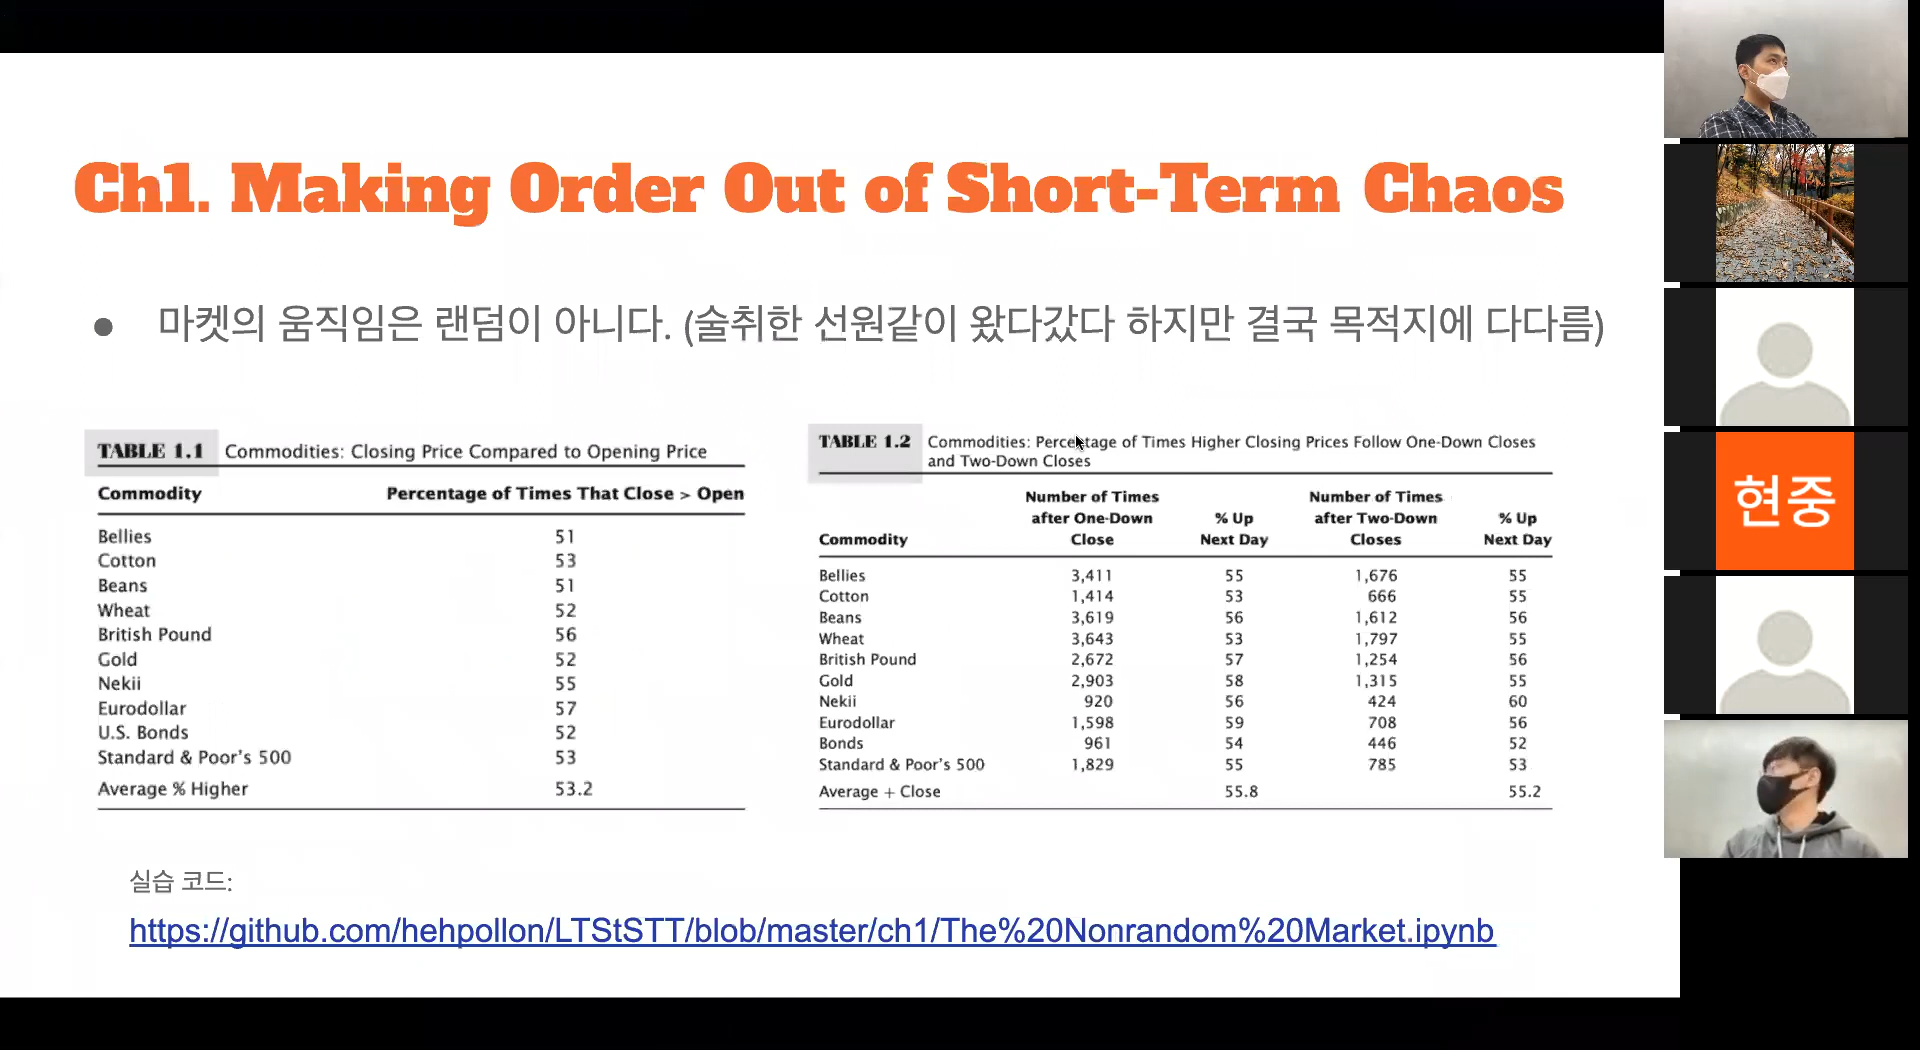 Ch1. Making Order Out of Short-Term Chaos
● 마켓의 움직임은 랜덤이 아니다. (술취한 선원같이 왔다갔다 하지만 결국 목적지에 다다름)
TABLE 1.1 Commodities: Closing Price Compared to Opening Price
Commodity Percentage of Times That Close > Open
Bellies 51
Cotton 53
Beans 51
Wheat 52
British Pound 56
Gold 52
Nekii 55
Eurodollar 57
U.S. Bonds 52
Standard & Poor's 500 53
Average % Higher 53.2
TABLE 1.2 Commodities: Percentage of Times Higher Closing Prices Follow One-Down Closes
and Two-Down Closes
Number of Times Number of Times
after One-Down % Up after Two-Down % Up
Commodity Close Next Day Closes Next Day
Bellies 3,411 55 1,676 55
Cotton 1,414 53 666 55
Beans 3,619 56 1,612 56
Wheat 3,643 53 1,797 55
British Pound 2,672 57 1,254 56
Gold 2,903 58 1,315 55
Nekii 920 56 424 60
Eurodollar 1,598 59 708 56
Bonds 961 54 446 52
Standard & Poor's 500 1,829 55 785 53
Average + Close 55.8 55.2
실습 코드:
https://github.com/hehpollon/LTStSTT/blob/master/ch1/The%20Nonrandom%20Market.ipynb
현중